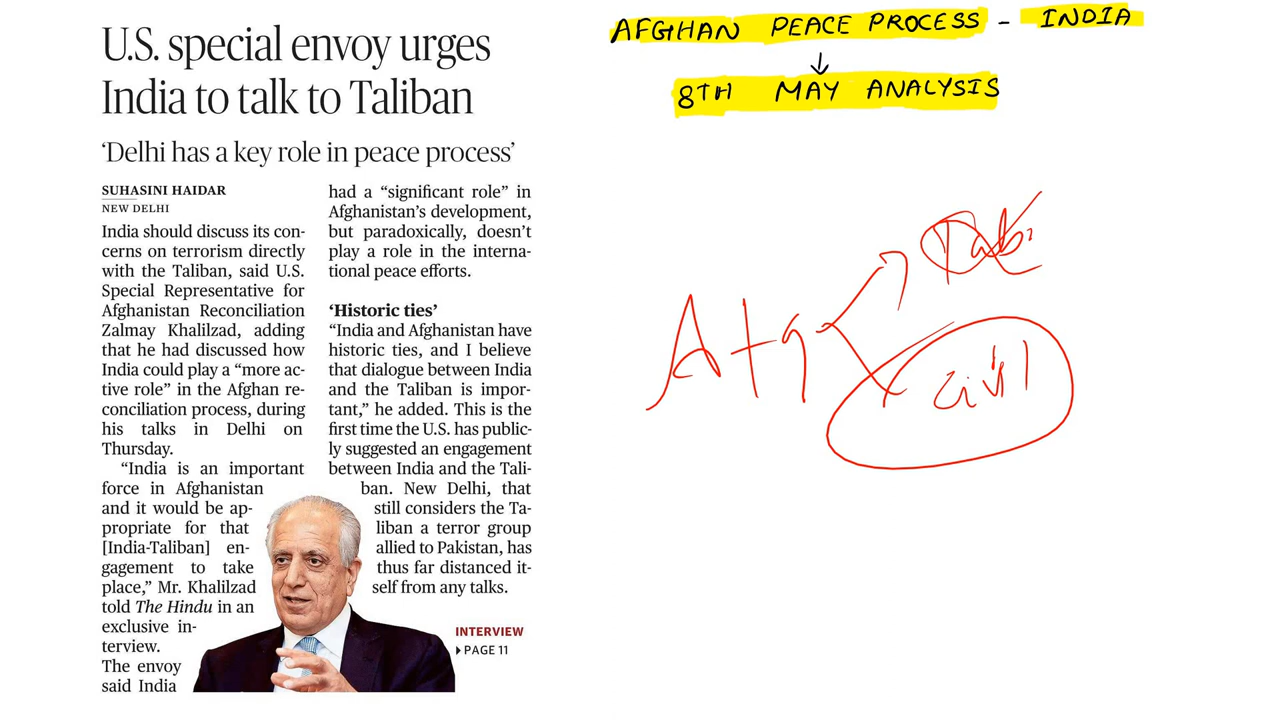 U.S. special envoy urges
India to talk to Taliban
‘Delhi has a key role in peace process’
SUHASINI HAIDAR
NEW DELHI
India should discuss its con-
cerns on terrorism directly
with the Taliban, said U.S.
Special Representative for
Afghanistan Reconciliation
Zalmay Khalilzad, adding
that he had discussed how
India could play a “more ac-
tive role” in the Afghan re-
conciliation process, during
his talks in Delhi on
Thursday.
“India is an important
force in Afghanistan
and it would be ap-
propriate for that
[India-Taliban] en-
gagement to take
place,” Mr. Khalilzad
told The Hindu in an
exclusive in-
terview.
The envoy
said India
had a “significant role” in
Afghanistan’s development,
but paradoxically, doesn’t
play a role in the interna-
tional peace efforts.
‘Historic ties’
“India and Afghanistan have
historic ties, and I believe
that dialogue between India
and the Taliban is impor-
tant,” he added. This is the
first time the U.S. has public-
ly suggested an engagement
between India and the Tali-
ban. New Delhi, that
still considers the Ta-
liban a terror group
allied to Pakistan, has
thus far distanced it-
self from any talks.
INTERVIEW
PAGE 11
AFGHAN PEACE PROCESS - INDIA
8TH MAY ANALYSIS
Afg
Civil